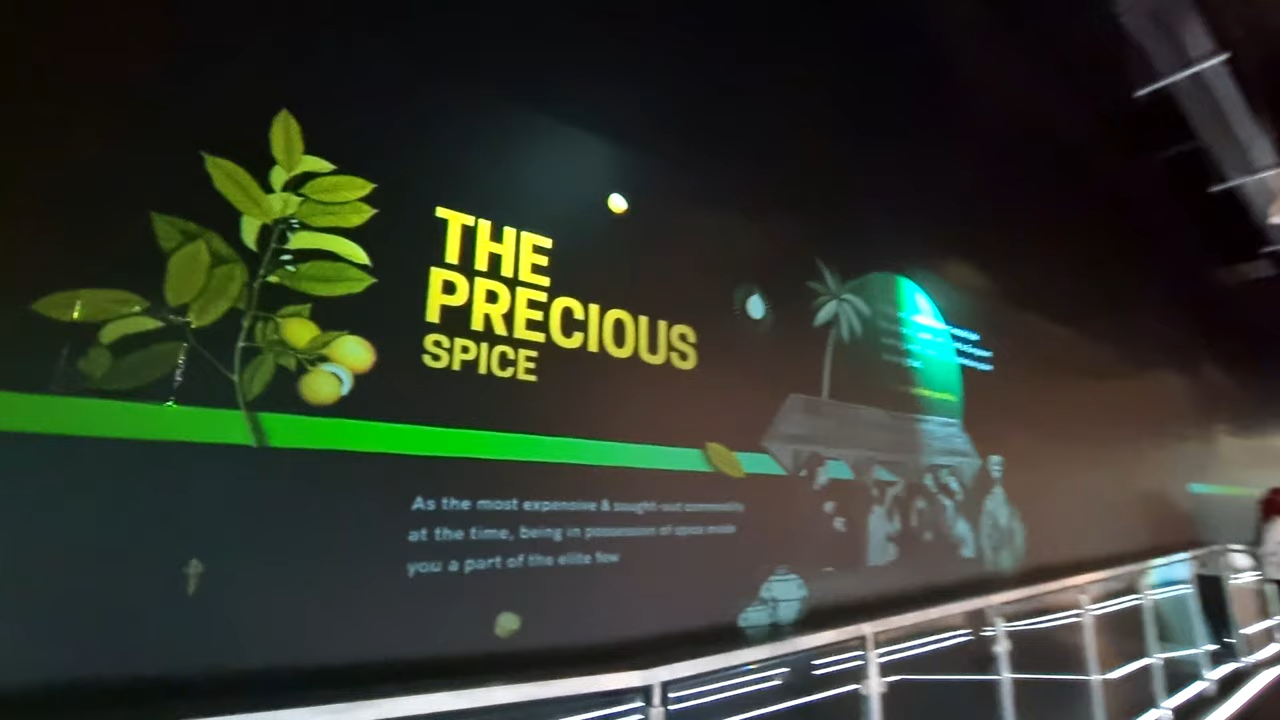 THE
PRECIOUS
SPICE
As the most expensive & sought-out commodity
at the time, being in possession of spice made
you a part of the elite few